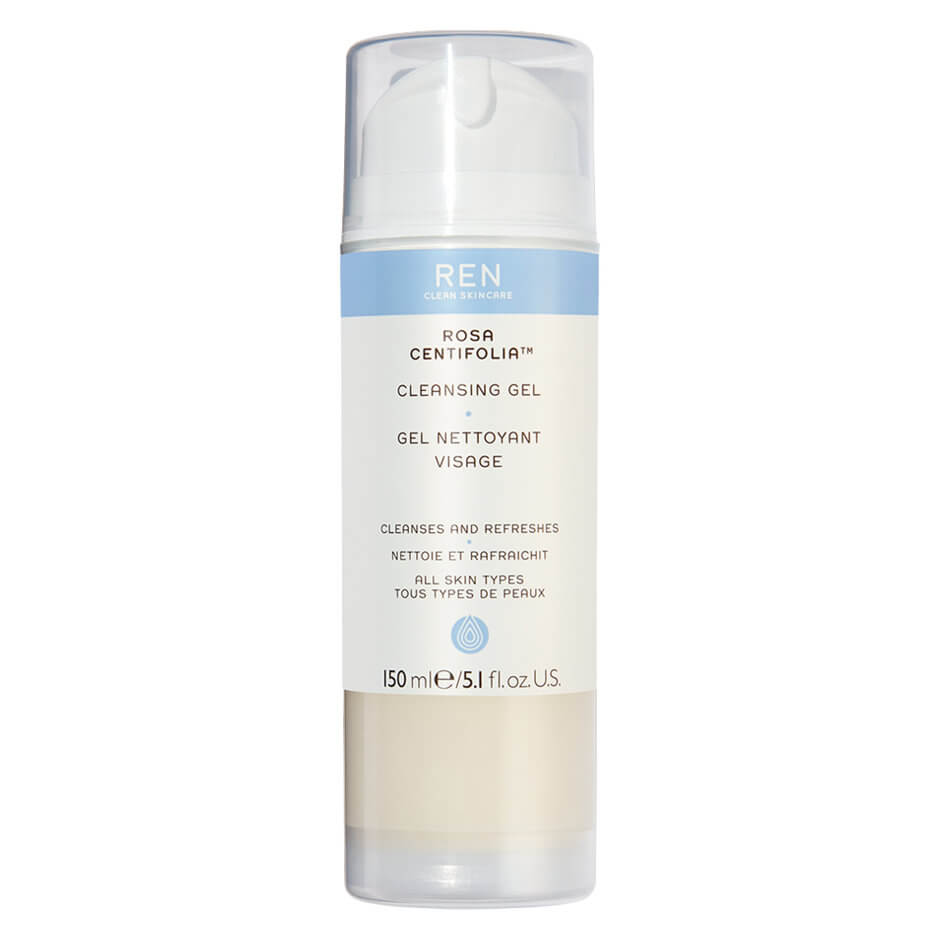 REN
CLEAN SKINCARE
ROSA
CENTIFOLIA™
CLEANSING GEL
GEL NETTOYANT
VISAGE
CLEANSES AND REFRESHES
NETTOIE ET RAFRAICHIT
ALL SKIN TYPES
TOUS TYPES DE PEAUX
150 ml℮/5.1 fl.oz.U.S.